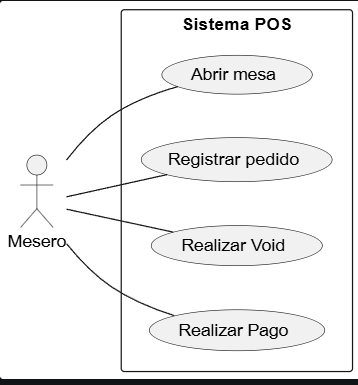 Sistema POS
Abrir mesa
Registrar pedido
Mesero
Realizar Void
Realizar Pago